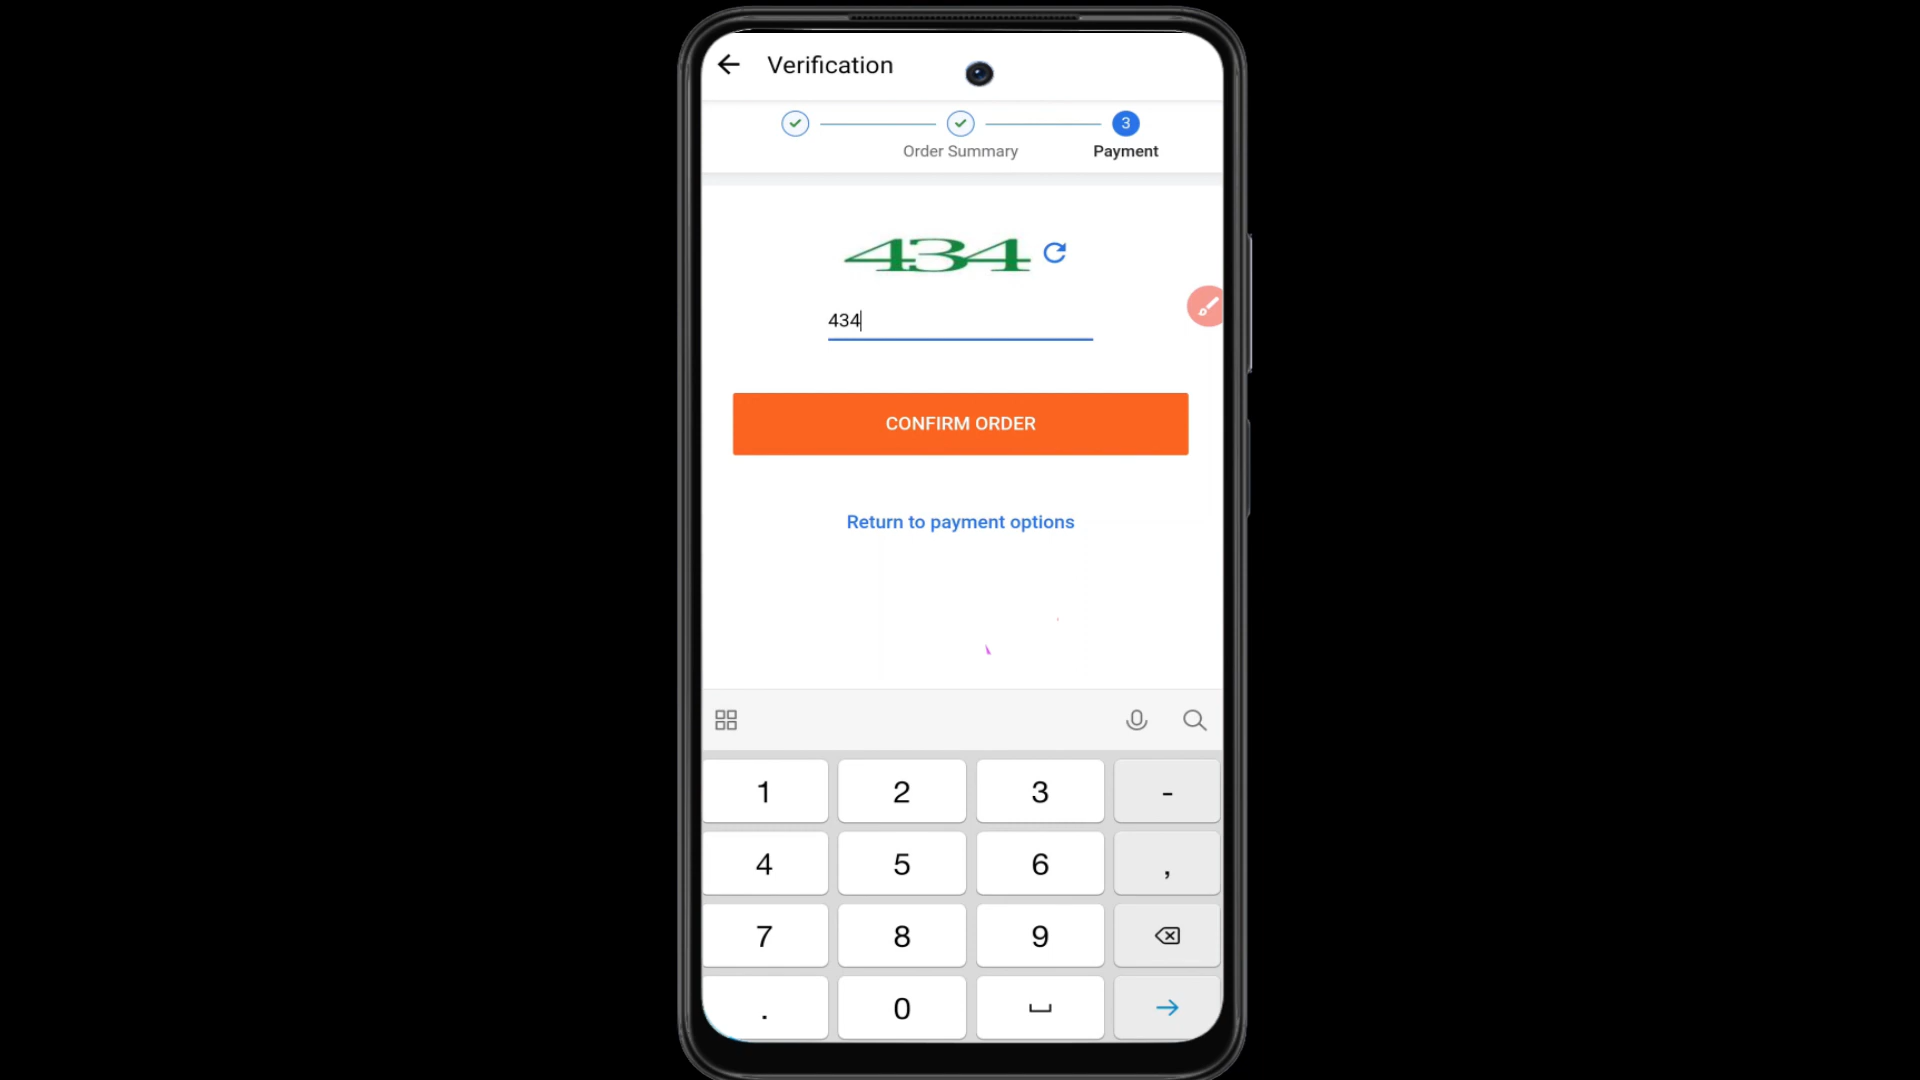 Verification
3
Order Summary
Payment
434
434
CONFIRM ORDER
Return to payment options
1 2 3 -
4 5 6 ,
7 8 9
. 0